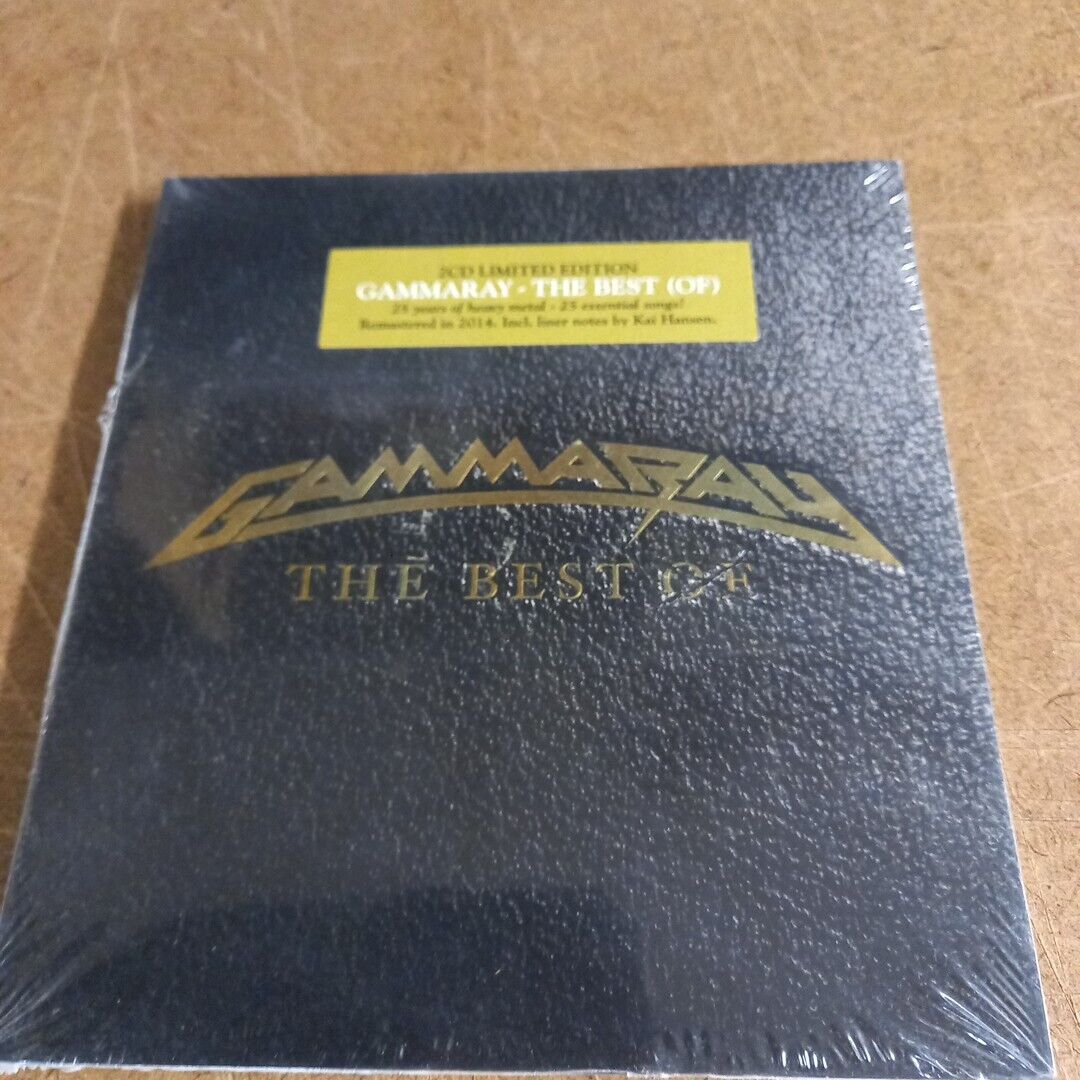 2CD LIMITED EDITION
GAMMARAY - THE BEST (OF)
25 years of heavy metal - 25 essential songs!
Remastered in 2014. Incl. liner notes by Kai Hansen.
GAMMARAY
THE BEST OF